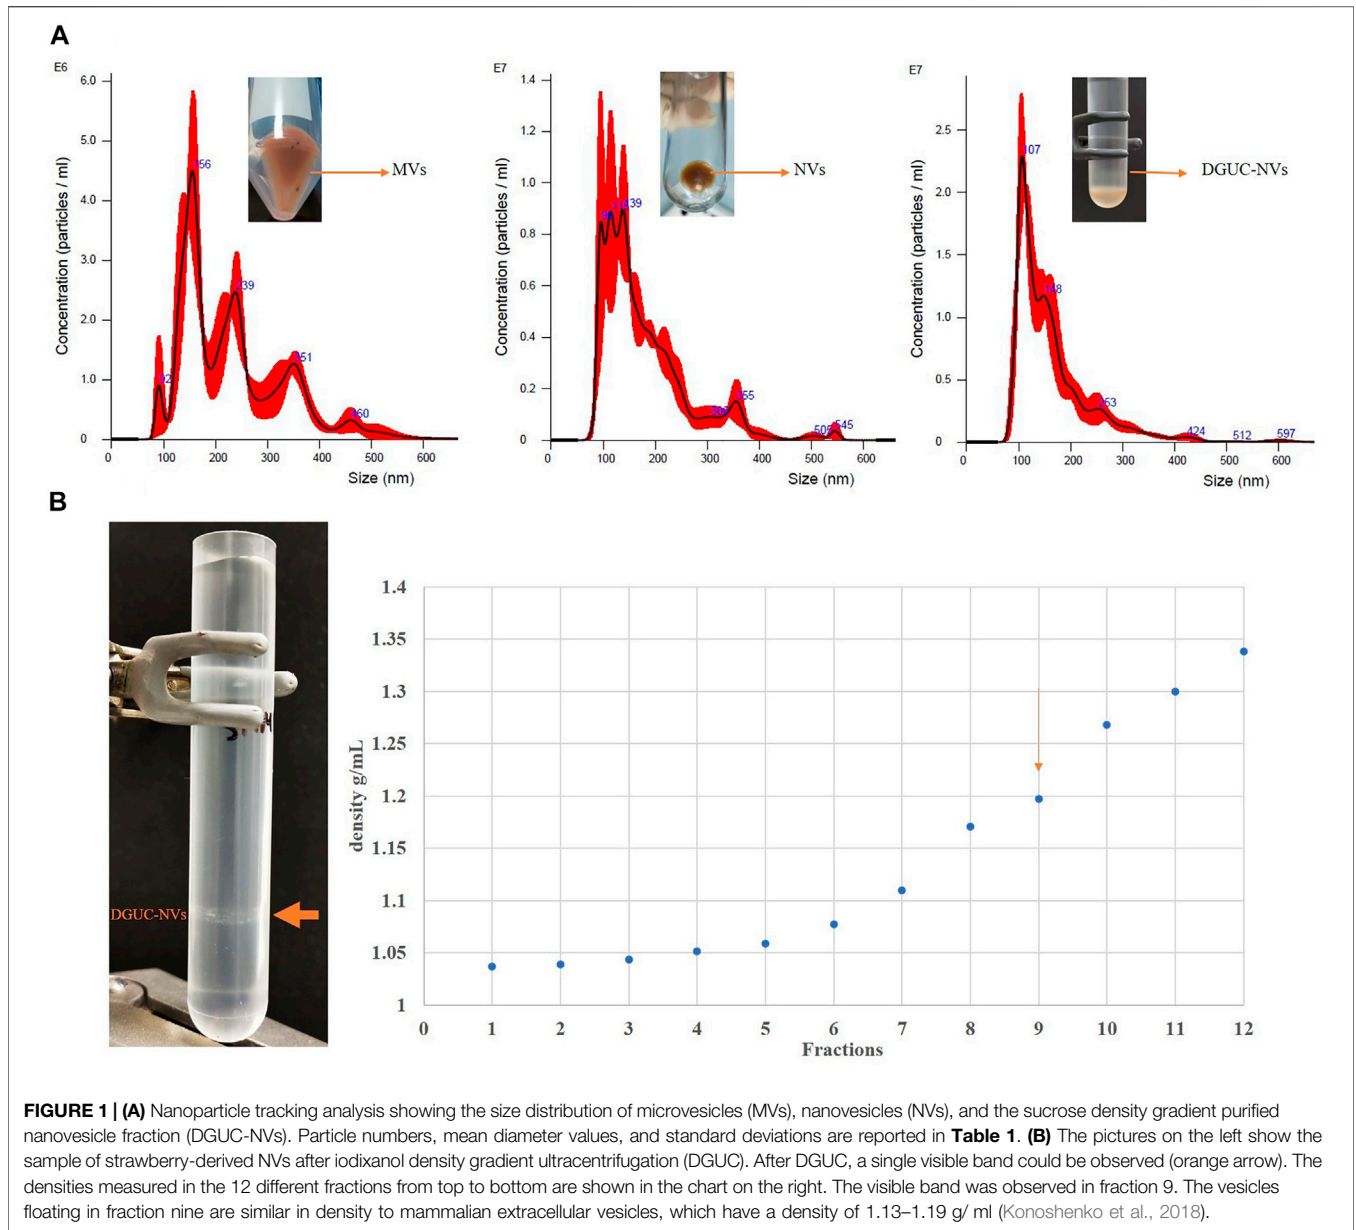 A
E6
6.0
5.0
4.0
3.0
2.0
1.0
0
Concentration (particles / ml)
92
156
239
351
460
MVs
0 100 200 300 400 500 600
Size (nm)
E7
1.4
1.2
1.0
0.8
0.6
0.4
0.2
0
Concentration (particles / ml)
139
355
505
545
NVs
0 100 200 300 400 500 600
Size (nm)
E7
2.5
2.0
1.5
1.0
0.5
0
Concentration (particles / ml)
107
148
253
424
512
597
DGUC-NVs
0 100 200 300 400 500 600
Size (nm)
B
DGUC-NVs
1.4
1.35
1.3
1.25
1.2
1.15
1.1
1.05
1
density g/mL
0 1 2 3 4 5 6 7 8 9 10 11 12
Fractions
FIGURE 1 | (A) Nanoparticle tracking analysis showing the size distribution of microvesicles (MVs), nanovesicles (NVs), and the sucrose density gradient purified
nanovesicle fraction (DGUC-NVs). Particle numbers, mean diameter values, and standard deviations are reported in Table 1. (B) The pictures on the left show the
sample of strawberry-derived NVs after iodixanol density gradient ultracentrifugation (DGUC). After DGUC, a single visible band could be observed (orange arrow). The
densities measured in the 12 different fractions from top to bottom are shown in the chart on the right. The visible band was observed in fraction 9. The vesicles
floating in fraction nine are similar in density to mammalian extracellular vesicles, which have a density of 1.13–1.19 g/ ml (Konoshenko et al., 2018).